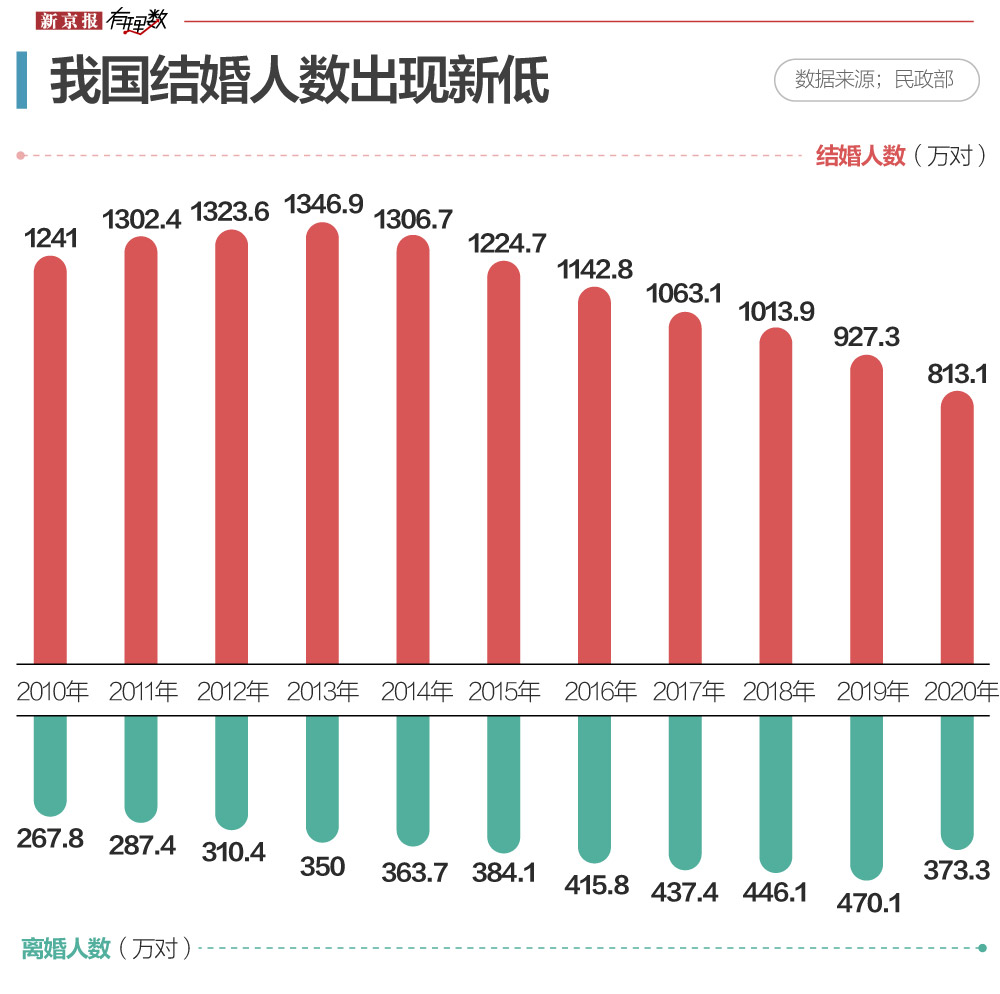 新京报 有理数
我国结婚人数出现新低
数据来源；民政部
结婚人数（万对）
1241 1302.4 1323.6 1346.9 1306.7 1224.7 1142.8 1063.1 1013.9 927.3 813.1
2010年 2011年 2012年 2013年 2014年 2015年 2016年 2017年 2018年 2019年 2020年
267.8 287.4 310.4 350 363.7 384.1 415.8 437.4 446.1 470.1 373.3
离婚人数（万对）